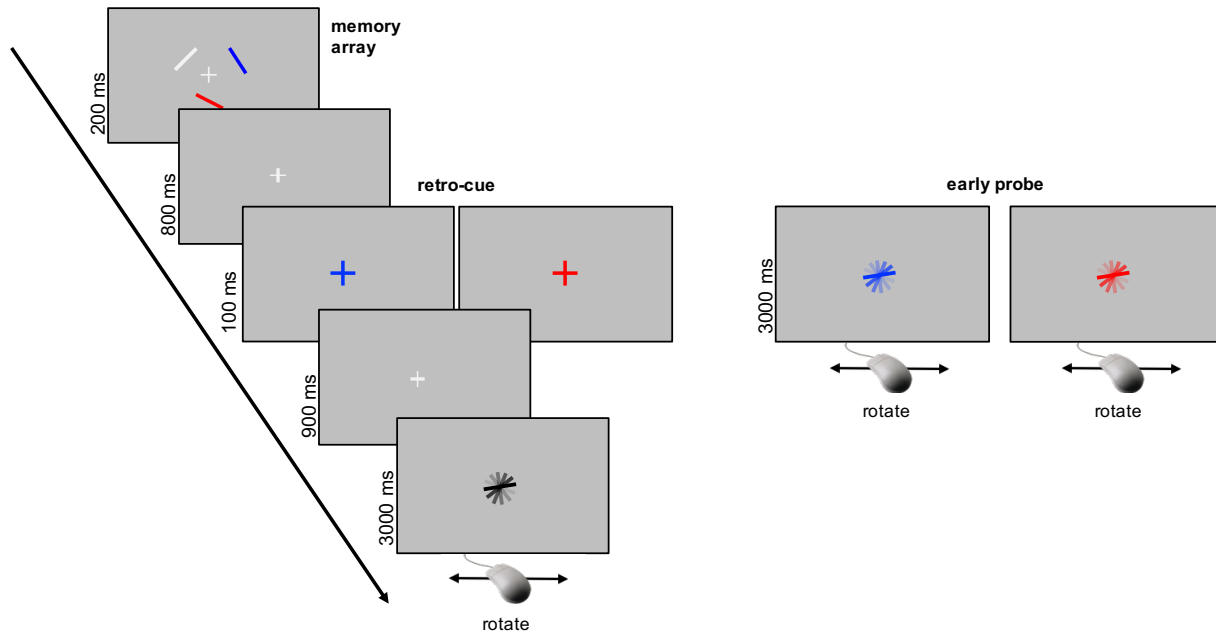 memory
array
200 ms
800 ms
retro-cue
100 ms
900 ms
3000 ms
rotate
early probe
3000 ms
rotate
rotate